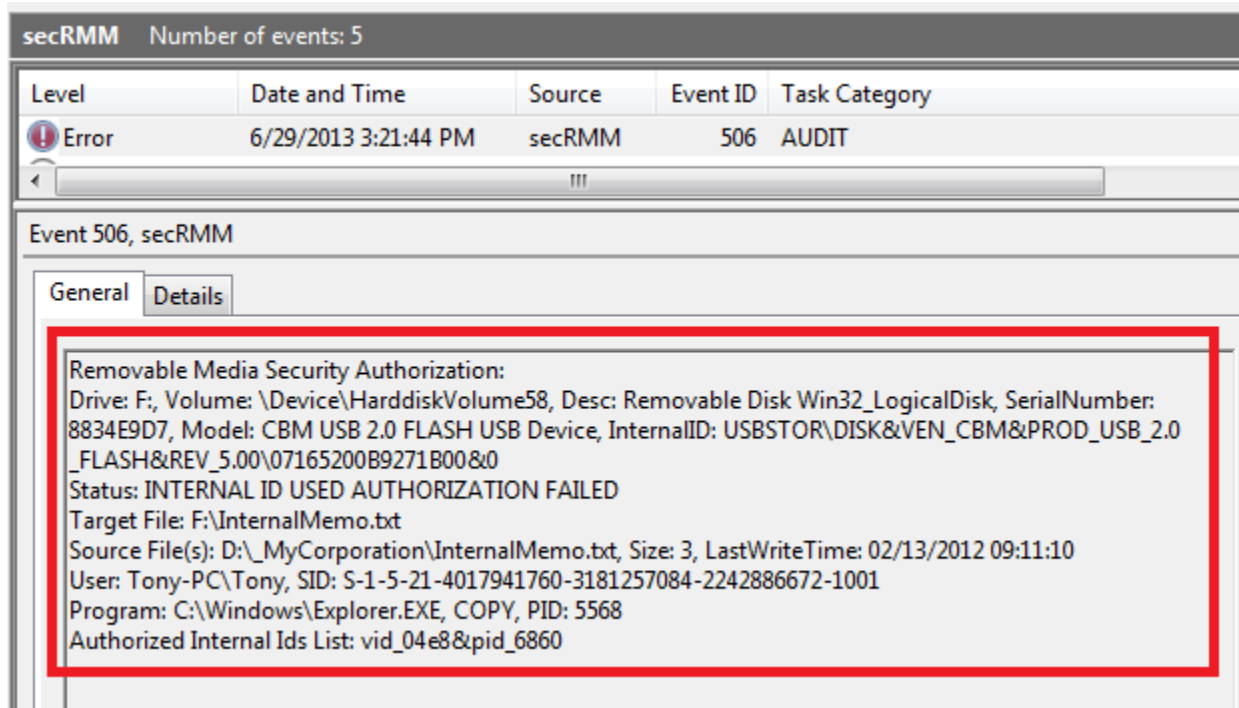 secRMM Number of events: 5
Level Date and Time Source Event ID Task Category
Error 6/29/2013 3:21:44 PM secRMM 506 AUDIT
Event 506, secRMM
General Details
Removable Media Security Authorization:
Drive: F:, Volume: \Device\HarddiskVolume58, Desc: Removable Disk Win32_LogicalDisk, SerialNumber:
8834E9D7, Model: CBM USB 2.0 FLASH USB Device, InternalID: USBSTOR\DISK&VEN_CBM&PROD_USB_2.0
_FLASH&REV_5.00\07165200B9271B00&0
Status: INTERNAL ID USED AUTHORIZATION FAILED
Target File: F:\InternalMemo.txt
Source File(s): D:\_MyCorporation\InternalMemo.txt, Size: 3, LastWriteTime: 02/13/2012 09:11:10
User: Tony-PC\Tony, SID: S-1-5-21-4017941760-3181257084-2242886672-1001
Program: C:\Windows\Explorer.EXE, COPY, PID: 5568
Authorized Internal Ids List: vid_04e8&pid_6860